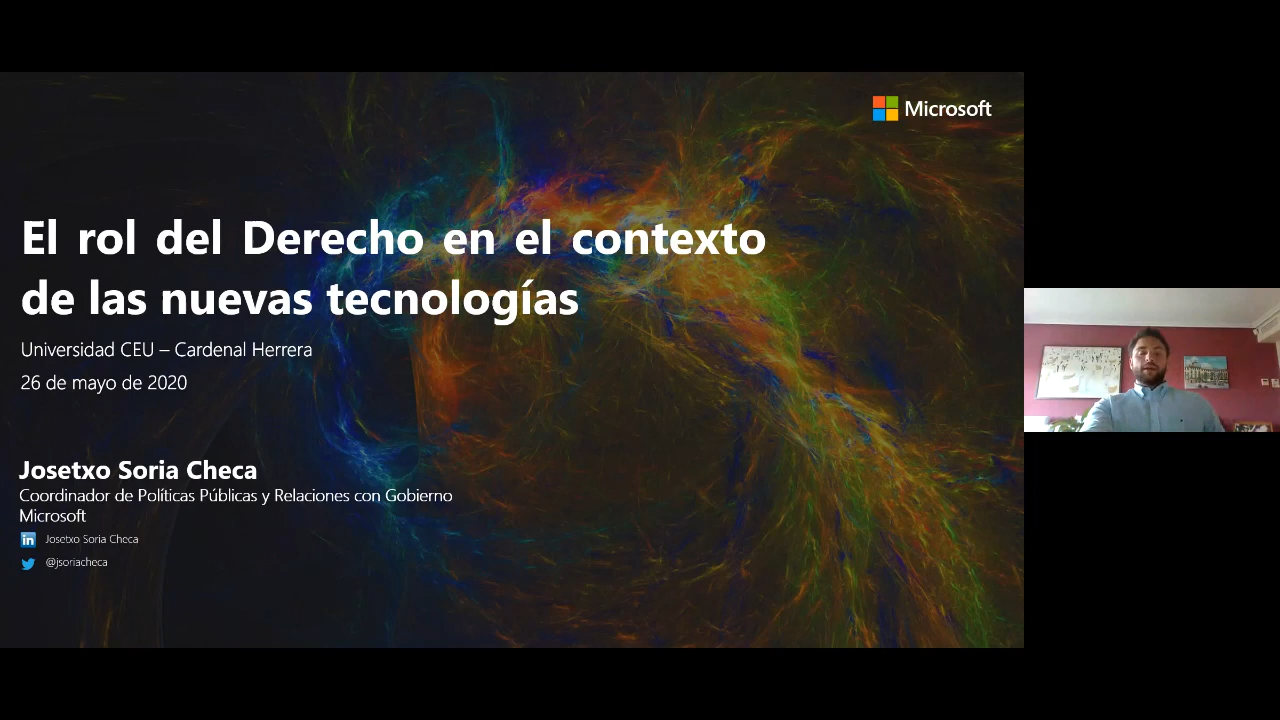 Microsoft
El rol del Derecho en el contexto
de las nuevas tecnologías
Universidad CEU – Cardenal Herrera
26 de mayo de 2020
Josetxo Soria Checa
Coordinador de Políticas Públicas y Relaciones con Gobierno
Microsoft
in Josetxo Soria Checa
@jsoriacheca